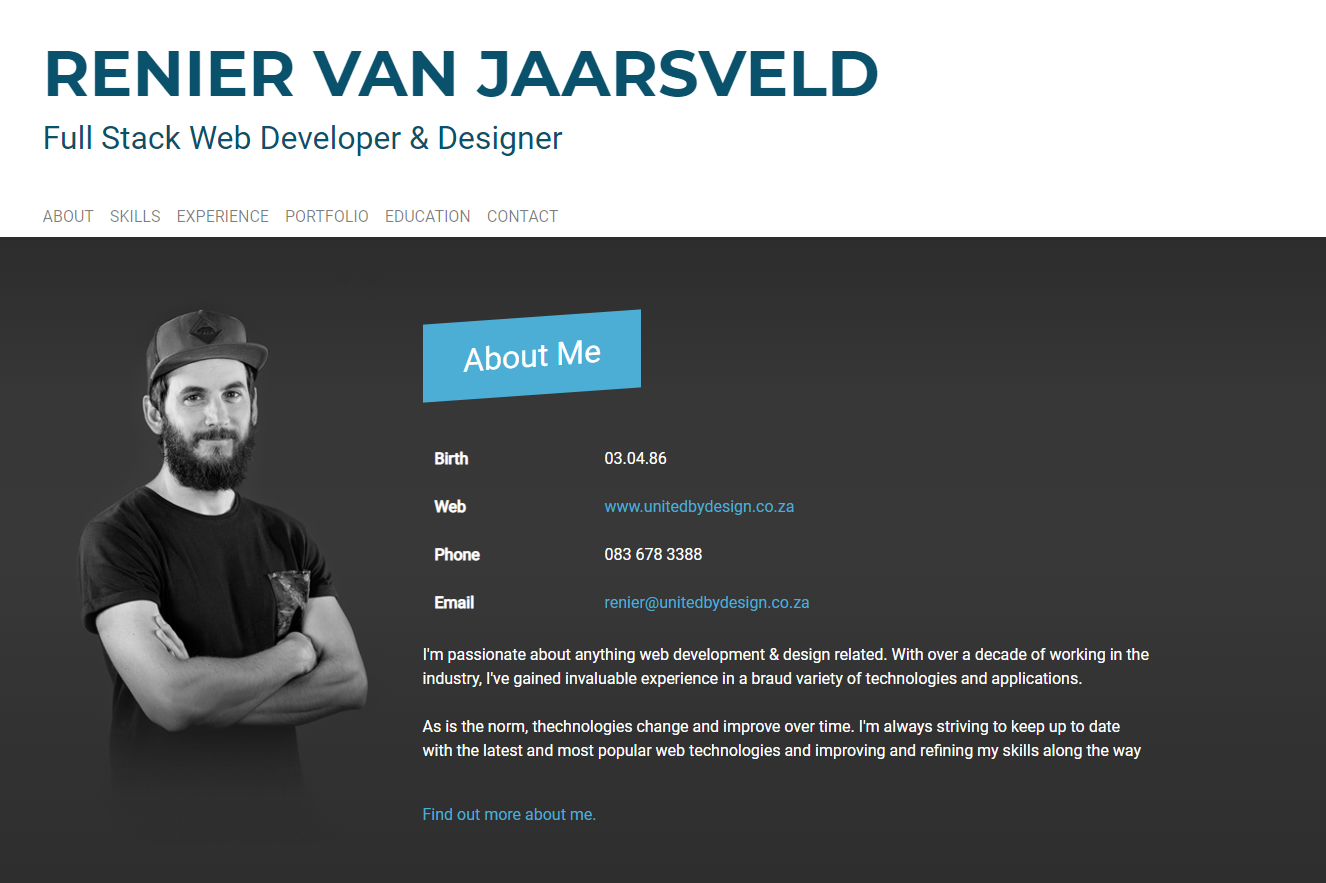 RENIER VAN JAARSVELD
Full Stack Web Developer & Designer
ABOUT SKILLS EXPERIENCE PORTFOLIO EDUCATION CONTACT
About Me
Birth 03.04.86
Web www.unitedbydesign.co.za
Phone 083 678 3388
Email renier@unitedbydesign.co.za
I'm passionate about anything web development & design related. With over a decade of working in the
industry, I've gained invaluable experience in a braud variety of technologies and applications.
As is the norm, thechnologies change and improve over time. I'm always striving to keep up to date
with the latest and most popular web technologies and improving and refining my skills along the way
Find out more about me.